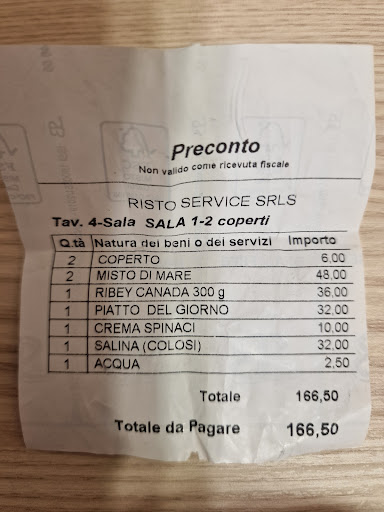 Preconto
Non valido come ricevuta fiscale
RISTO SERVICE SRLS
Tav. 4-Sala SALA 1-2 coperti
Q.tà Natura dei beni o dei servizi Importo
2 COPERTO 6,00
2 MISTO DI MARE 48,00
1 RIBEY CANADA 300 g 36,00
1 PIATTO DEL GIORNO 32,00
1 CREMA SPINACI 10,00
1 SALINA (COLOSI) 32,00
1 ACQUA 2,50
Totale 166,50
Totale da Pagare 166,50